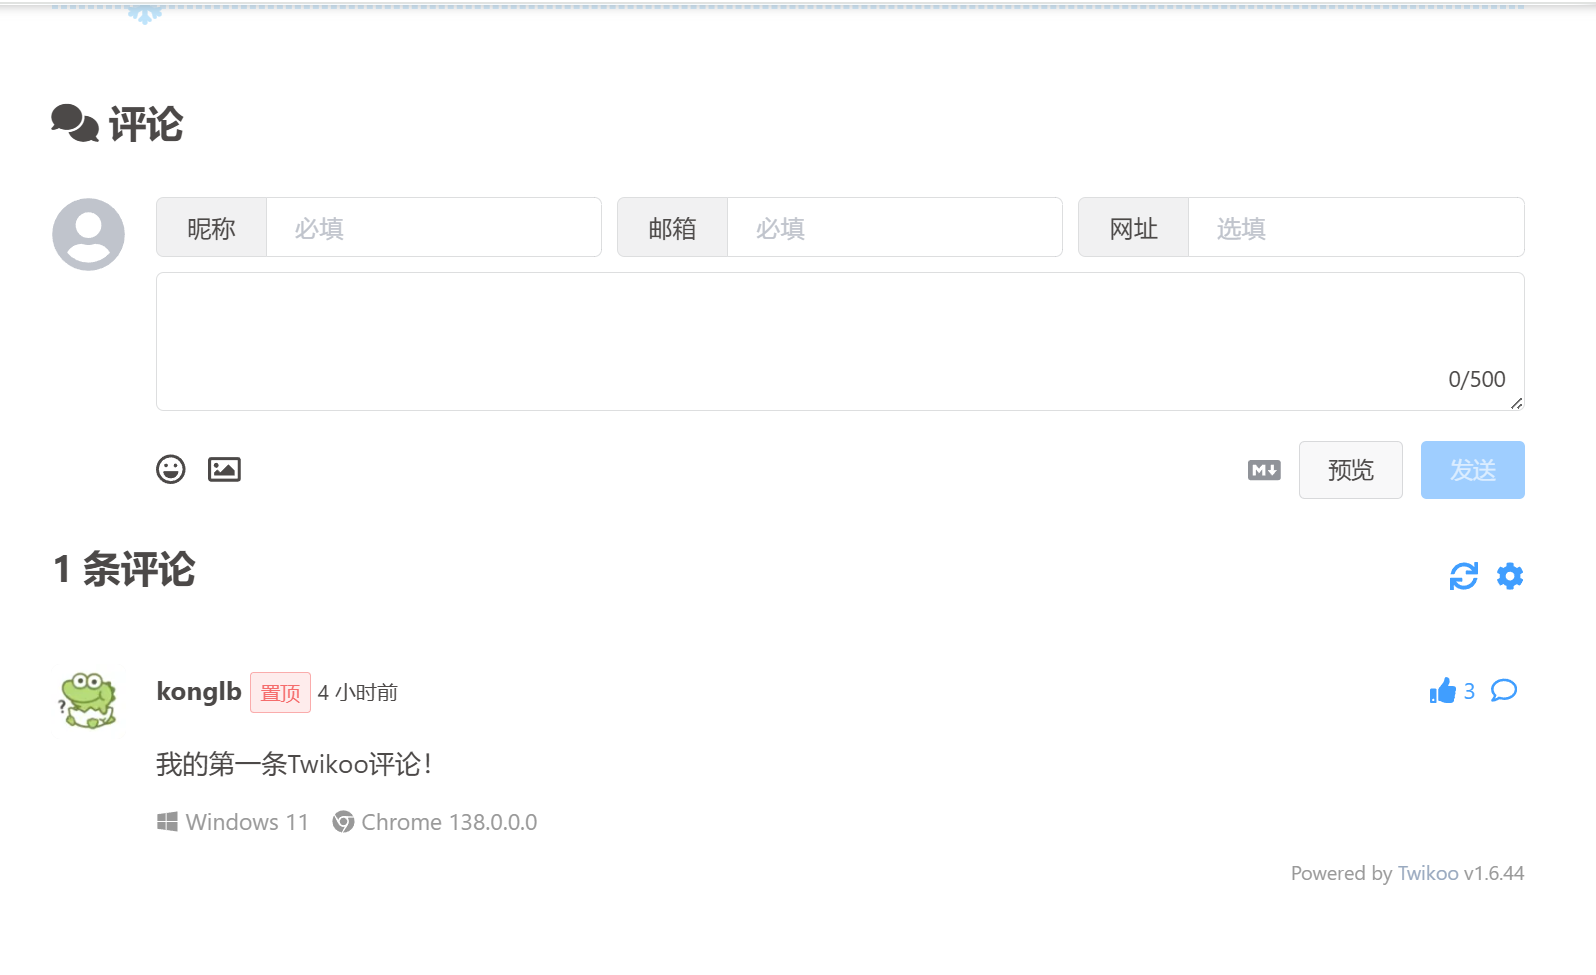 评论
昵称 必填 邮箱 必填 网址 选填
0/500
M 预览 发送
1 条评论
konglb 置顶 4 小时前 3
我的第一条Twikoo评论！
Windows 11 Chrome 138.0.0.0
Powered by Twikoo v1.6.44